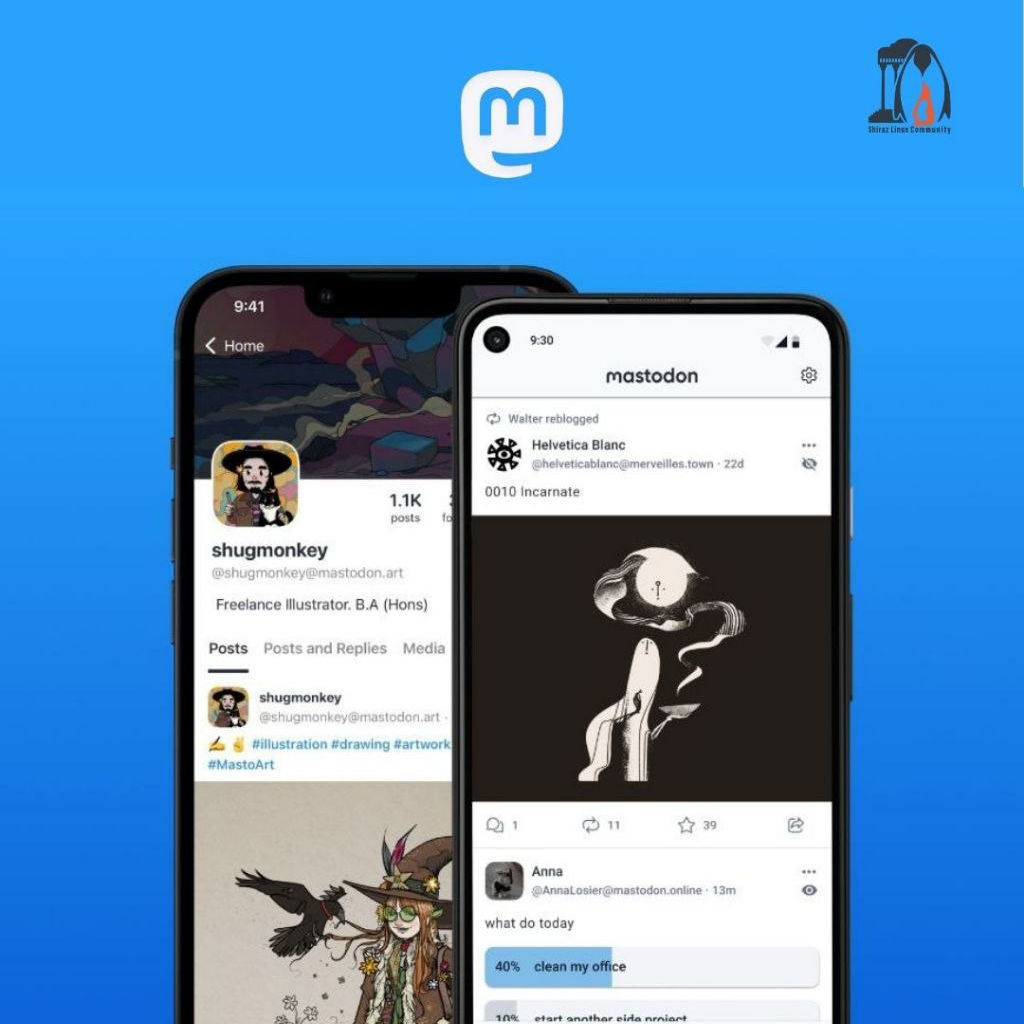 m
Shiraz Linux Community
9:41
Home
1.1K
posts
shugmonkey
@shugmonkey@mastodon.art
Freelance Illustrator. B.A (Hons)
Posts Posts and Replies Media
shugmonkey
@shugmonkey@mastodon.art ·
✍️ ✌️ #illustration #drawing #artwork
#MastoArt
9:30
mastodon
Walter reblogged
Helvetica Blanc
@helveticablanc@merveilles.town · 22d
0010 Incarnate
1 11 39
Anna
@AnnaLosier@mastodon.online · 13m
what do today
40% clean my office
10% start another side project